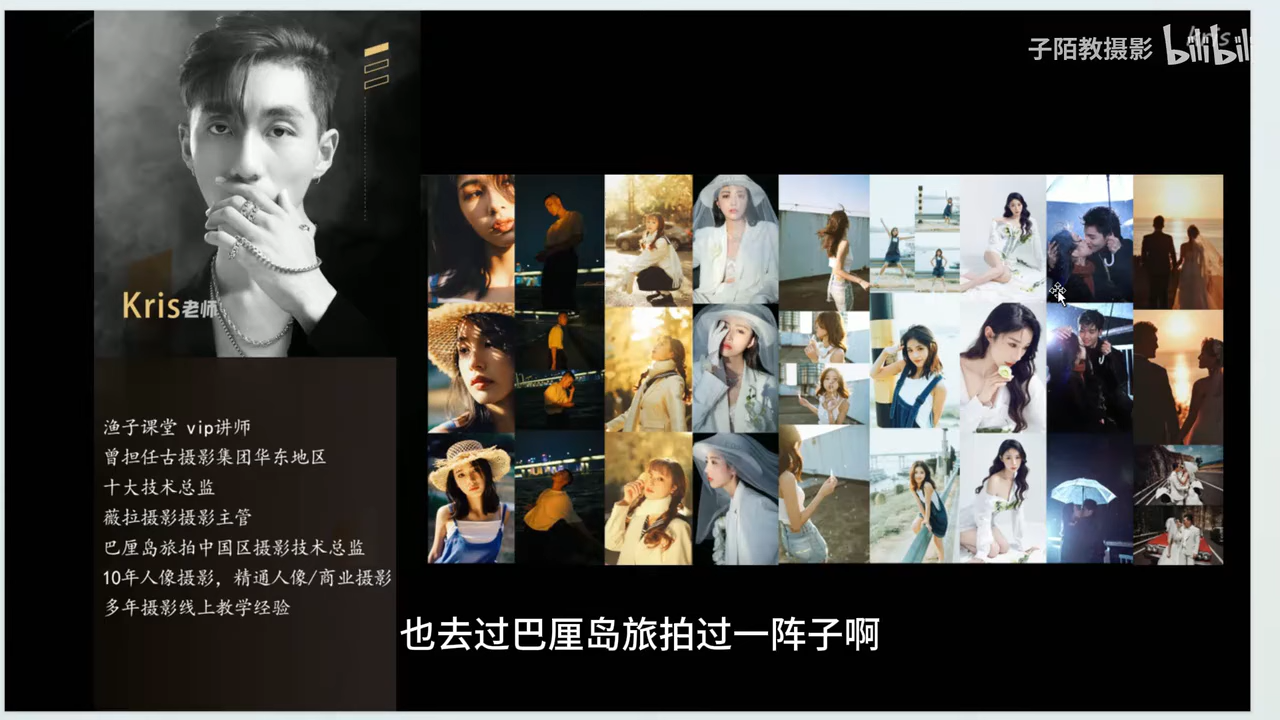 子陌教摄影 bilibili
Kris老师
渔子课堂 vip讲师
曾担任古摄影集团华东地区
十大技术总监
薇拉摄影摄影主管
巴厘岛旅拍中国区摄影技术总监
10年人像摄影，精通人像/商业摄影
多年摄影线上教学经验
也去过巴厘岛旅拍过一阵子啊